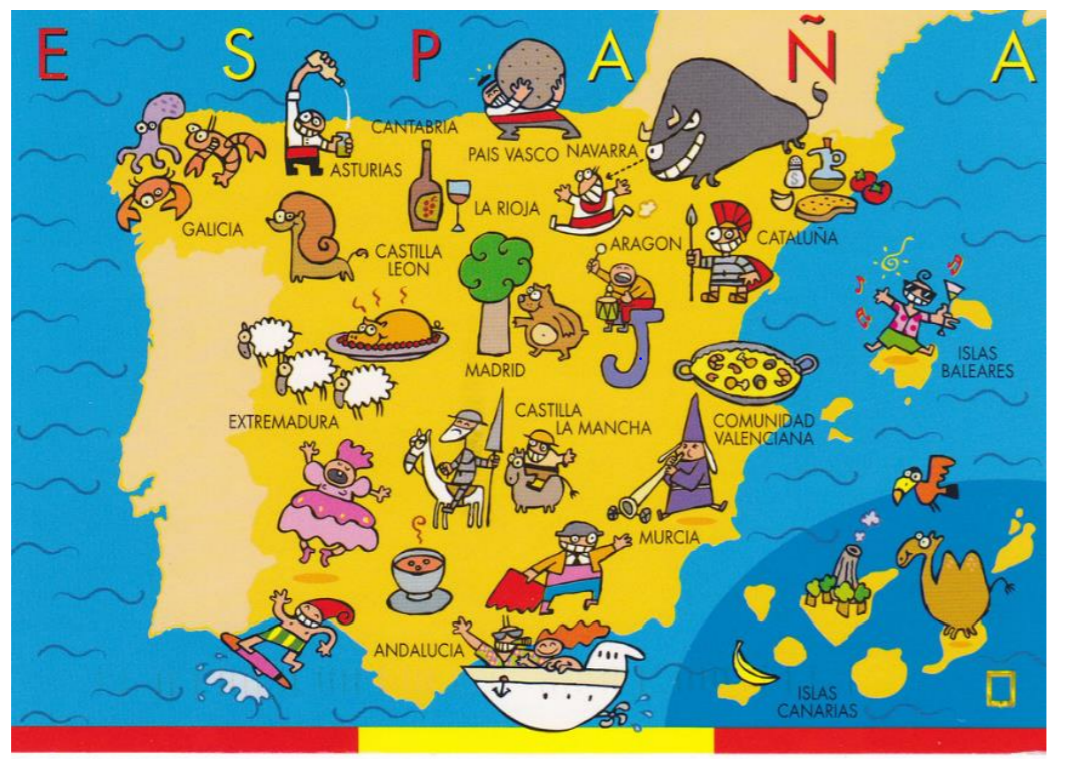 ESPAÑA
CANTABRIA
ASTURIAS
PAIS VASCO
NAVARRA
GALICIA
LA RIOJA
CASTILLA
LEON
ARAGON
CATALUÑA
S
MADRID
J
ISLAS
BALEARES
EXTREMADURA
CASTILLA
LA MANCHA
COMUNIDAD
VALENCIANA
MURCIA
ANDALUCIA
ISLAS
CANARIAS